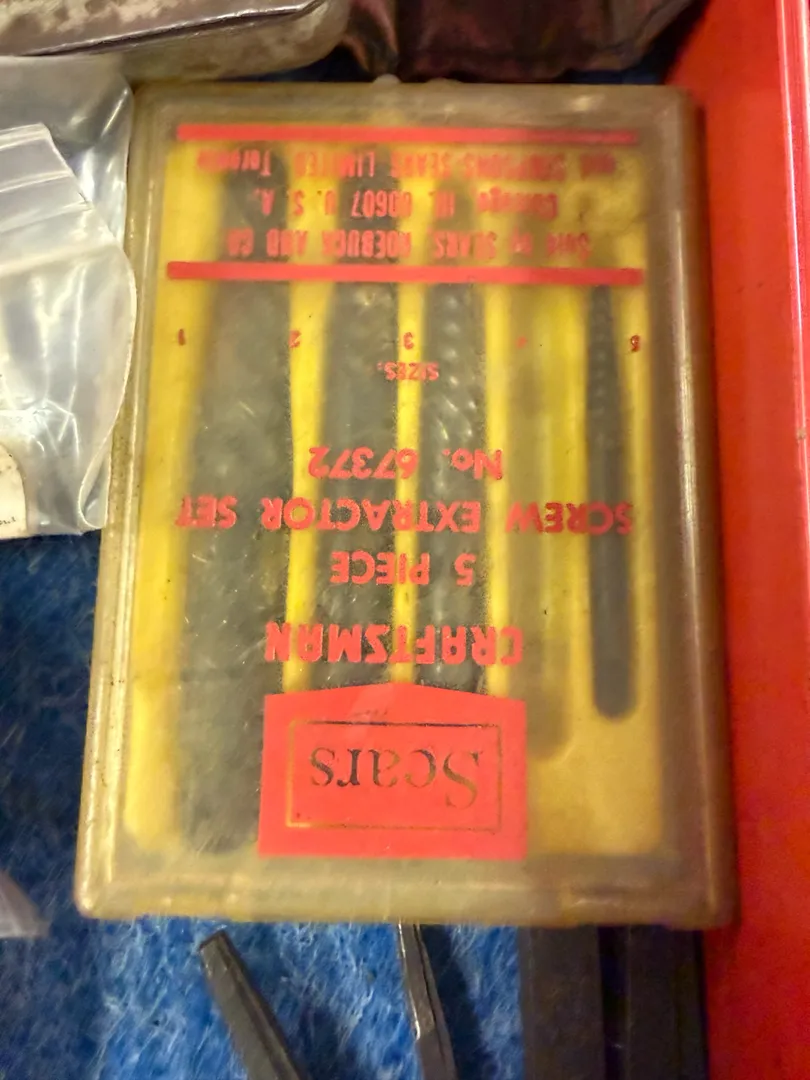 Sears
CRAFTSMAN
5 PIECE
SCREW EXTRACTOR SET
No. 67372
SIZES:
5 3 2 1
Sold by SEARS, ROEBUCK AND CO
Chicago Ill. 60607 U. S. A.
and SIMPSONS-SEARS LIMITED Toronto